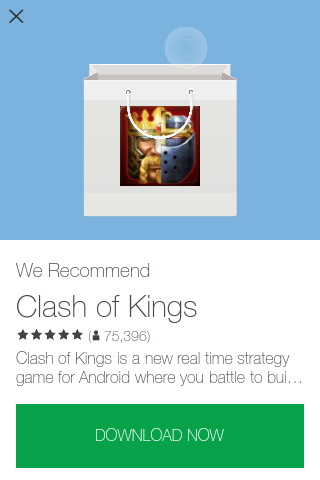 We Recommend
Clash of Kings
(75,396)
Clash of Kings is a new real time strategy
game for Android where you battle to bui...
DOWNLOAD NOW